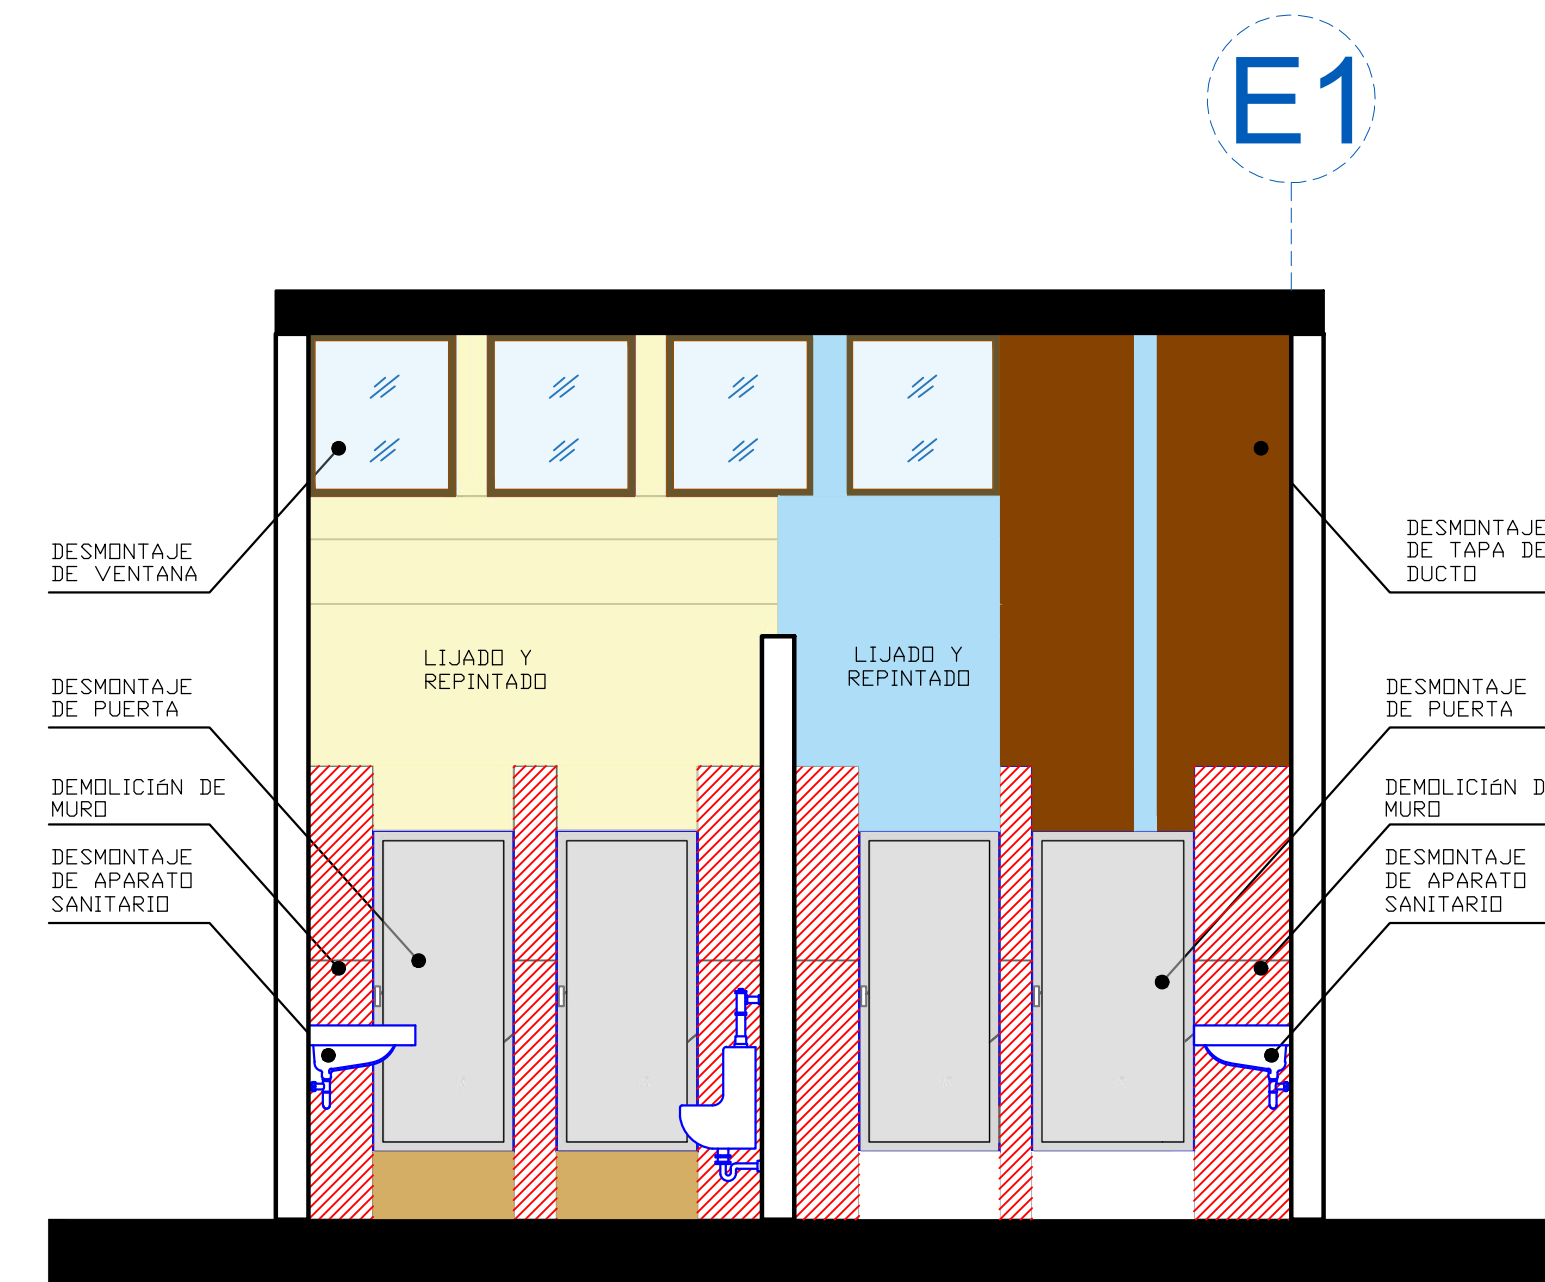 E1
DESMONTAJE
DE VENTANA
DESMONTAJE
DE TAPA DE
DUCTO
LIJADO Y
REPINTADO
LIJADO Y
REPINTADO
DESMONTAJE
DE PUERTA
DESMONTAJE
DE PUERTA
DEMOLICIóN DE
MURO
DEMOLICIóN D
MURO
DESMONTAJE
DE APARATO
SANITARIO
DESMONTAJE
DE APARATO
SANITARIO